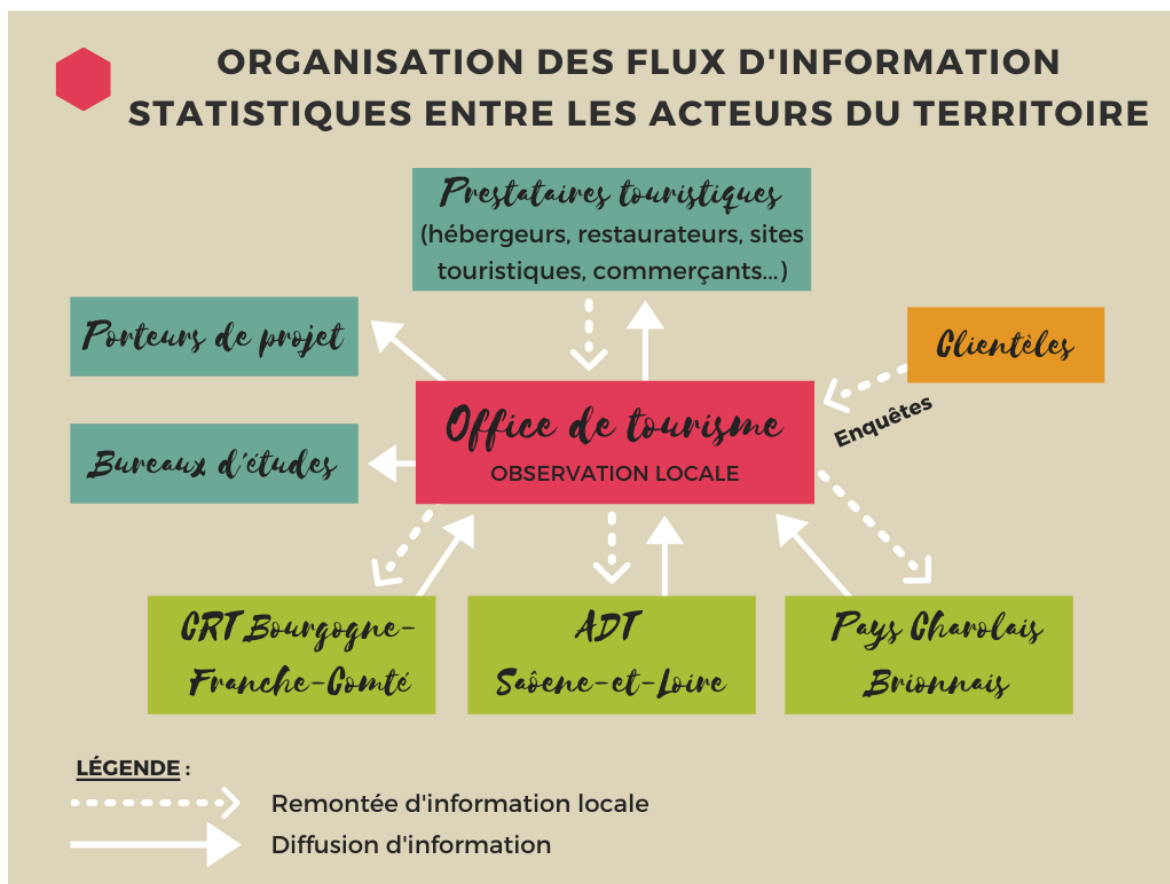 ORGANISATION DES FLUX D'INFORMATION
STATISTIQUES ENTRE LES ACTEURS DU TERRITOIRE
Prestataires touristiques
(hébergeurs, restaurateurs, sites
touristiques, commerçants...)
Porteurs de projet
Clientèles
Enquêtes
Office de tourisme
OBSERVATION LOCALE
Bureaux d'études
CRT Bourgogne-
Franche-Comté
ADT
Saôene-et-Loire
Pays Charolais
Brionnais
LÉGENDE :
Remontée d'information locale
Diffusion d'information